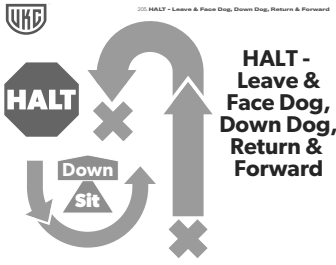 UKC
205 HALT - Leave & Face Dog, Down Dog, Return & Forward
HALT
HALT -
Leave &
Face Dog,
Down Dog,
Return &
Forward
Down
Sit